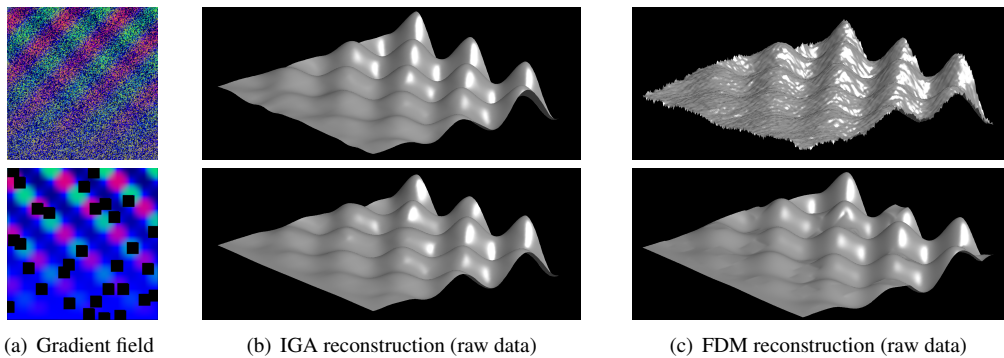 (a) Gradient field
(b) IGA reconstruction (raw data)
(c) FDM reconstruction (raw data)